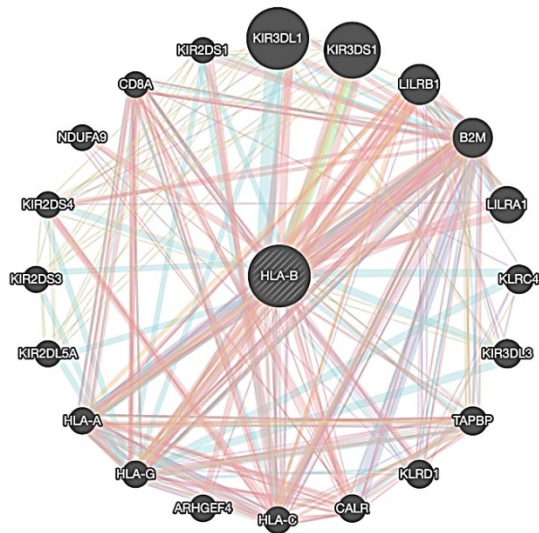 KIR3DL1
KIR3DS1
KIR2DS1
LILRB1
CD8A
B2M
NDUFA9
KIR2DS4
LILRA1
HLA-B
KIR2DS3
KLRC4
KIR2DL5A
KIR3DL3
HLA-A
TAPBP
HLA-G
KLRD1
ARHGEF4
CALR
HLA-C